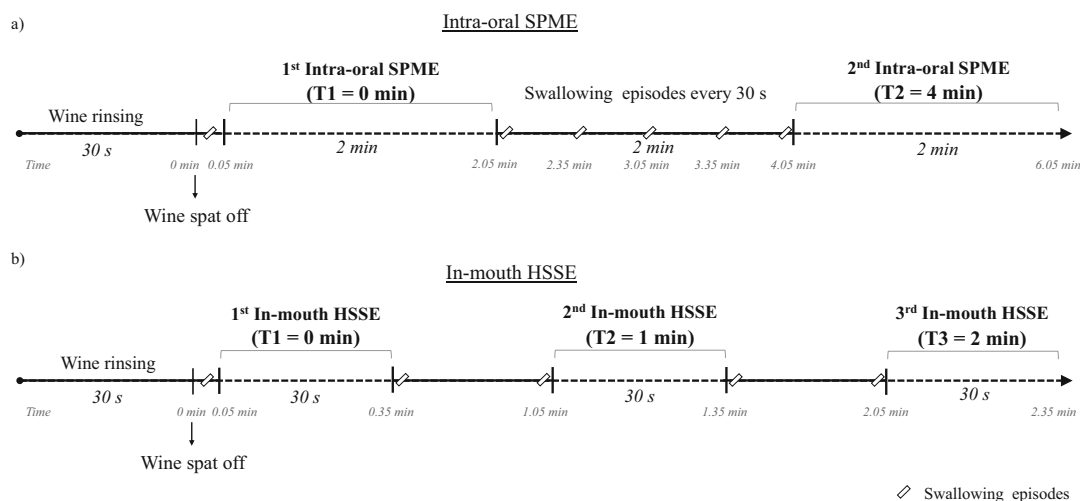 a)
Intra-oral SPME
1st Intra-oral SPME
(T1 = 0 min)
Swallowing episodes every 30 s
2nd Intra-oral SPME
(T2 = 4 min)
Wine rinsing
30 s
2 min
2 min
2 min
Time
0 min
0.05 min
2.05 min
2.35 min
3.05 min
3.35 min
4.05 min
6.05 min
Wine spat off
b)
In-mouth HSSE
1st In-mouth HSSE
(T1 = 0 min)
2nd In-mouth HSSE
(T2 = 1 min)
3rd In-mouth HSSE
(T3 = 2 min)
Wine rinsing
30 s
30 s
30 s
30 s
Time
0 min
0.05 min
0.35 min
1.05 min
1.35 min
2.05 min
2.35 min
Wine spat off
Swallowing episodes